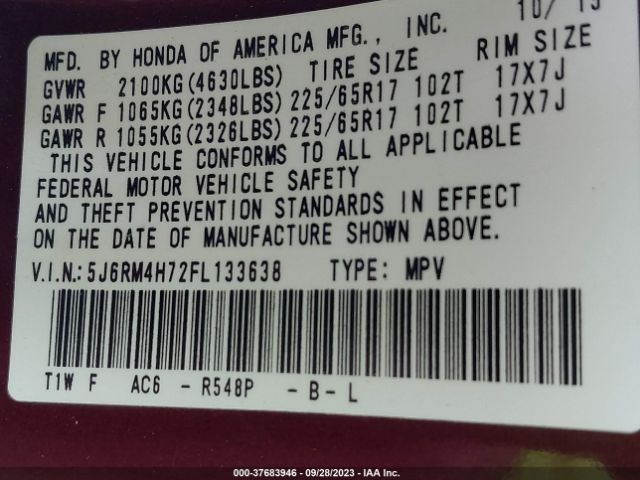 10/ 15
MFD. BY HONDA OF AMERICA MFG., INC.
GVWR 2100KG(4630LBS) TIRE SIZE RIM SIZE
GAWR F 1065KG(2348LBS) 225/65R17 102T 17X7J
GAWR R 1055KG(2326LBS) 225/65R17 102T 17X7J
THIS VEHICLE CONFORMS TO ALL APPLICABLE
FEDERAL MOTOR VEHICLE SAFETY
AND THEFT PREVENTION STANDARDS IN EFFECT
ON THE DATE OF MANUFACTURE SHOWN ABOVE.
V.I.N.:5J6RM4H72FL133638 TYPE: MPV
T1W F AC6 - R548P - B - L
000-37683946 - 09/28/2023 - IAA Inc.